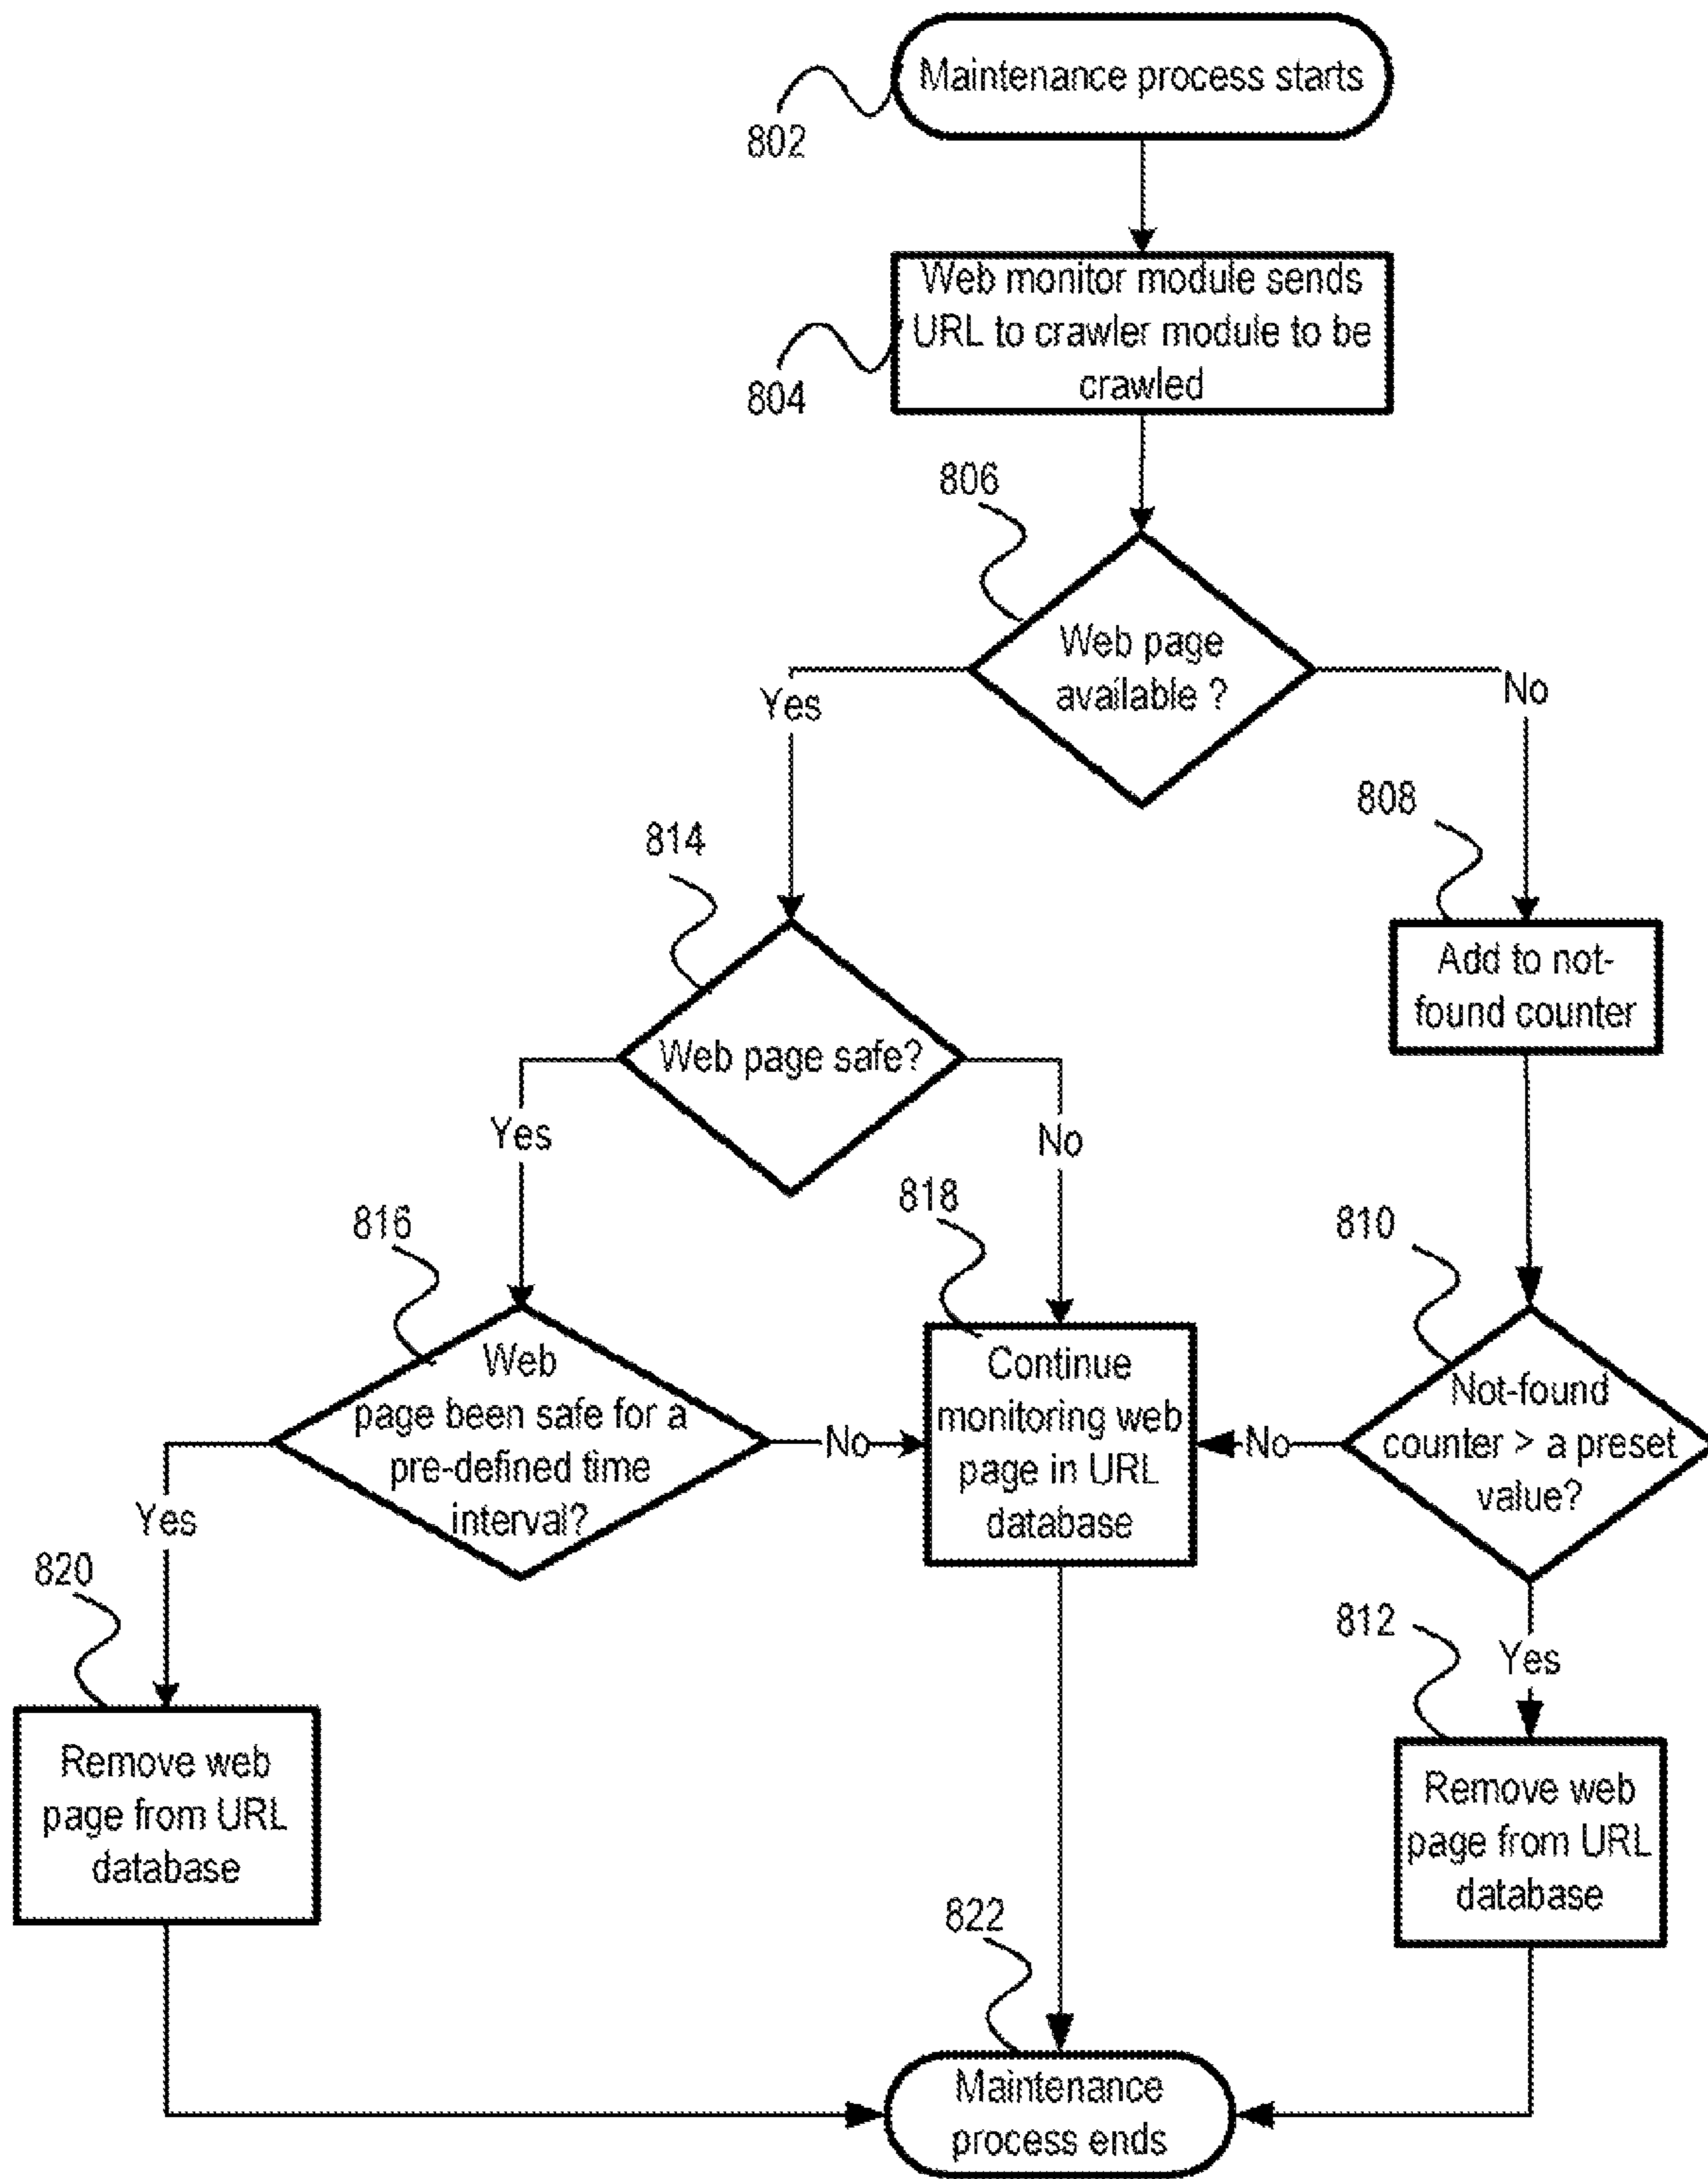 Maintenance process starts
802
Web monitor module sends
URL to crawler module to be
crawled
804
806
Web page
available ?
Yes
No
808
814
Add to not-
found counter
Web page safe?
Yes
No
816
818
810
Web
page been safe for a
pre-defined time
interval?
No
Continue
monitoring web
page in URL
database
No
Not-found
counter > a preset
value?
Yes
820
812
Yes
Remove web
page from URL
database
Remove web
page from URL
database
822
Maintenance
process ends